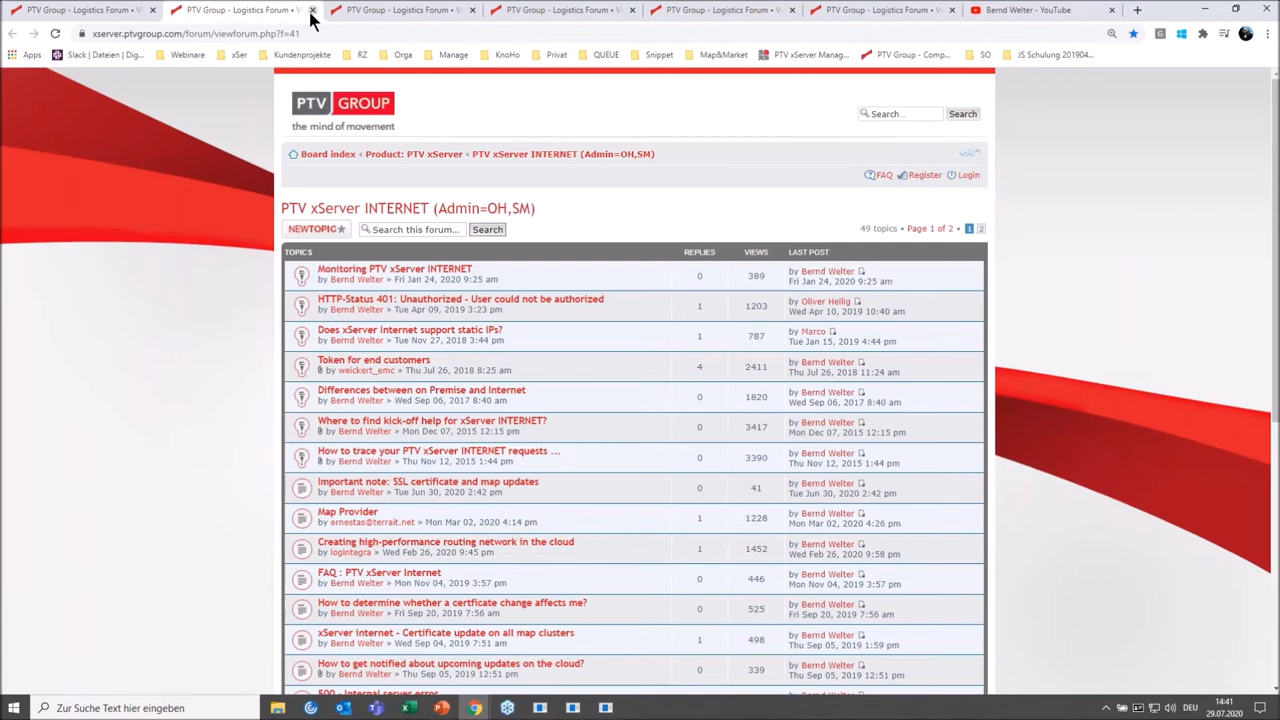 PTV Group - Logistics Forum • V
PTV Group - Logistics Forum • V
PTV Group - Logistics Forum • V
PTV Group - Logistics Forum • V
PTV Group - Logistics Forum • V
PTV Group - Logistics Forum • V
Bernd Welter - YouTube
xserver.ptvgroup.com/forum/viewforum.php?f=41
Apps
Slack | Dateien | Dig...
Webinare
xSer
Kundenprojekte
RZ
Orga
Manage
KnoHo
Privat
QUEUE
Snippet
Map&Market
PTV xServer Manag...
PTV Group - Comp...
SO
JS Schulung 201904...
PTV GROUP
the mind of movement
Search...
Search
Board index ‹ Product: PTV xServer ‹ PTV xServer INTERNET (Admin=OH,SM)
FAQ Register Login
PTV xServer INTERNET (Admin=OH,SM)
NEWTOPIC
Search this forum...
Search
49 topics • Page 1 of 2 • 1 2
TOPICS REPLIES VIEWS LAST POST
Monitoring PTV xServer INTERNET
by Bernd Welter » Fri Jan 24, 2020 9:25 am
0
389
by Bernd Welter
Fri Jan 24, 2020 9:25 am
HTTP-Status 401: Unauthorized - User could not be authorized
by Bernd Welter » Tue Apr 09, 2019 3:23 pm
1
1203
by Oliver Heilig
Wed Apr 10, 2019 10:40 am
Does xServer Internet support static IPs?
by Bernd Welter » Tue Nov 27, 2018 3:44 pm
1
787
by Marco
Tue Jan 15, 2019 4:44 pm
Token for end customers
by weickert_emc » Thu Jul 26, 2018 8:25 am
4
2411
by Bernd Welter
Thu Jul 26, 2018 11:24 am
Differences between on Premise and Internet
by Bernd Welter » Wed Sep 06, 2017 8:40 am
0
1820
by Bernd Welter
Wed Sep 06, 2017 8:40 am
Where to find kick-off help for xServer INTERNET?
by Bernd Welter » Mon Dec 07, 2015 12:15 pm
0
3417
by Bernd Welter
Mon Dec 07, 2015 12:15 pm
How to trace your PTV xServer INTERNET requests ...
by Bernd Welter » Thu Nov 12, 2015 1:44 pm
0
3390
by Bernd Welter
Thu Nov 12, 2015 1:44 pm
Important note: SSL certificate and map updates
by Bernd Welter » Tue Jun 30, 2020 2:42 pm
0
41
by Bernd Welter
Tue Jun 30, 2020 2:42 pm
Map Provider
by ernestas@terrait.net » Mon Mar 02, 2020 4:14 pm
1
1228
by Bernd Welter
Mon Mar 02, 2020 4:26 pm
Creating high-performance routing network in the cloud
by logintegra » Wed Feb 26, 2020 9:45 pm
1
1452
by Bernd Welter
Wed Feb 26, 2020 9:58 pm
FAQ : PTV xServer Internet
by Bernd Welter » Mon Nov 04, 2019 3:57 pm
0
446
by Bernd Welter
Mon Nov 04, 2019 3:57 pm
How to determine whether a certficate change affects me?
by Bernd Welter » Fri Sep 20, 2019 7:56 am
0
525
by Bernd Welter
Fri Sep 20, 2019 7:56 am
xServer internet - Certificate update on all map clusters
by Bernd Welter » Wed Sep 04, 2019 7:51 am
1
498
by Bernd Welter
Thu Sep 05, 2019 1:59 pm
How to get notified about upcoming updates on the cloud?
by Bernd Welter » Thu Sep 05, 2019 12:51 pm
0
339
by Bernd Welter
Thu Sep 05, 2019 12:51 pm
500 - Internal server error
Zur Suche Text hier eingeben
DEU
14:41
29.07.2020